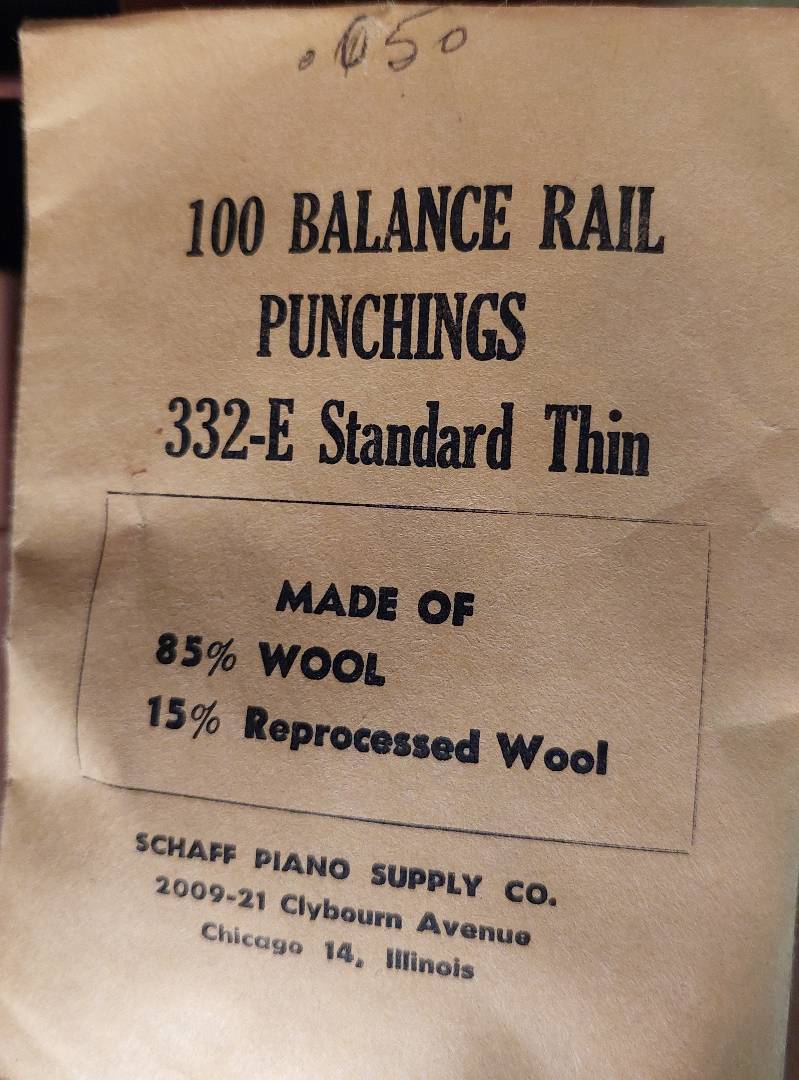 .050
100 BALANCE RAIL
PUNCHINGS
332-E Standard Thin
MADE OF
85% WOOL
15% Reprocessed Wool
SCHAFF PIANO SUPPLY CO.
2009-21 Clybourn Avenue
Chicago 14, Illinois